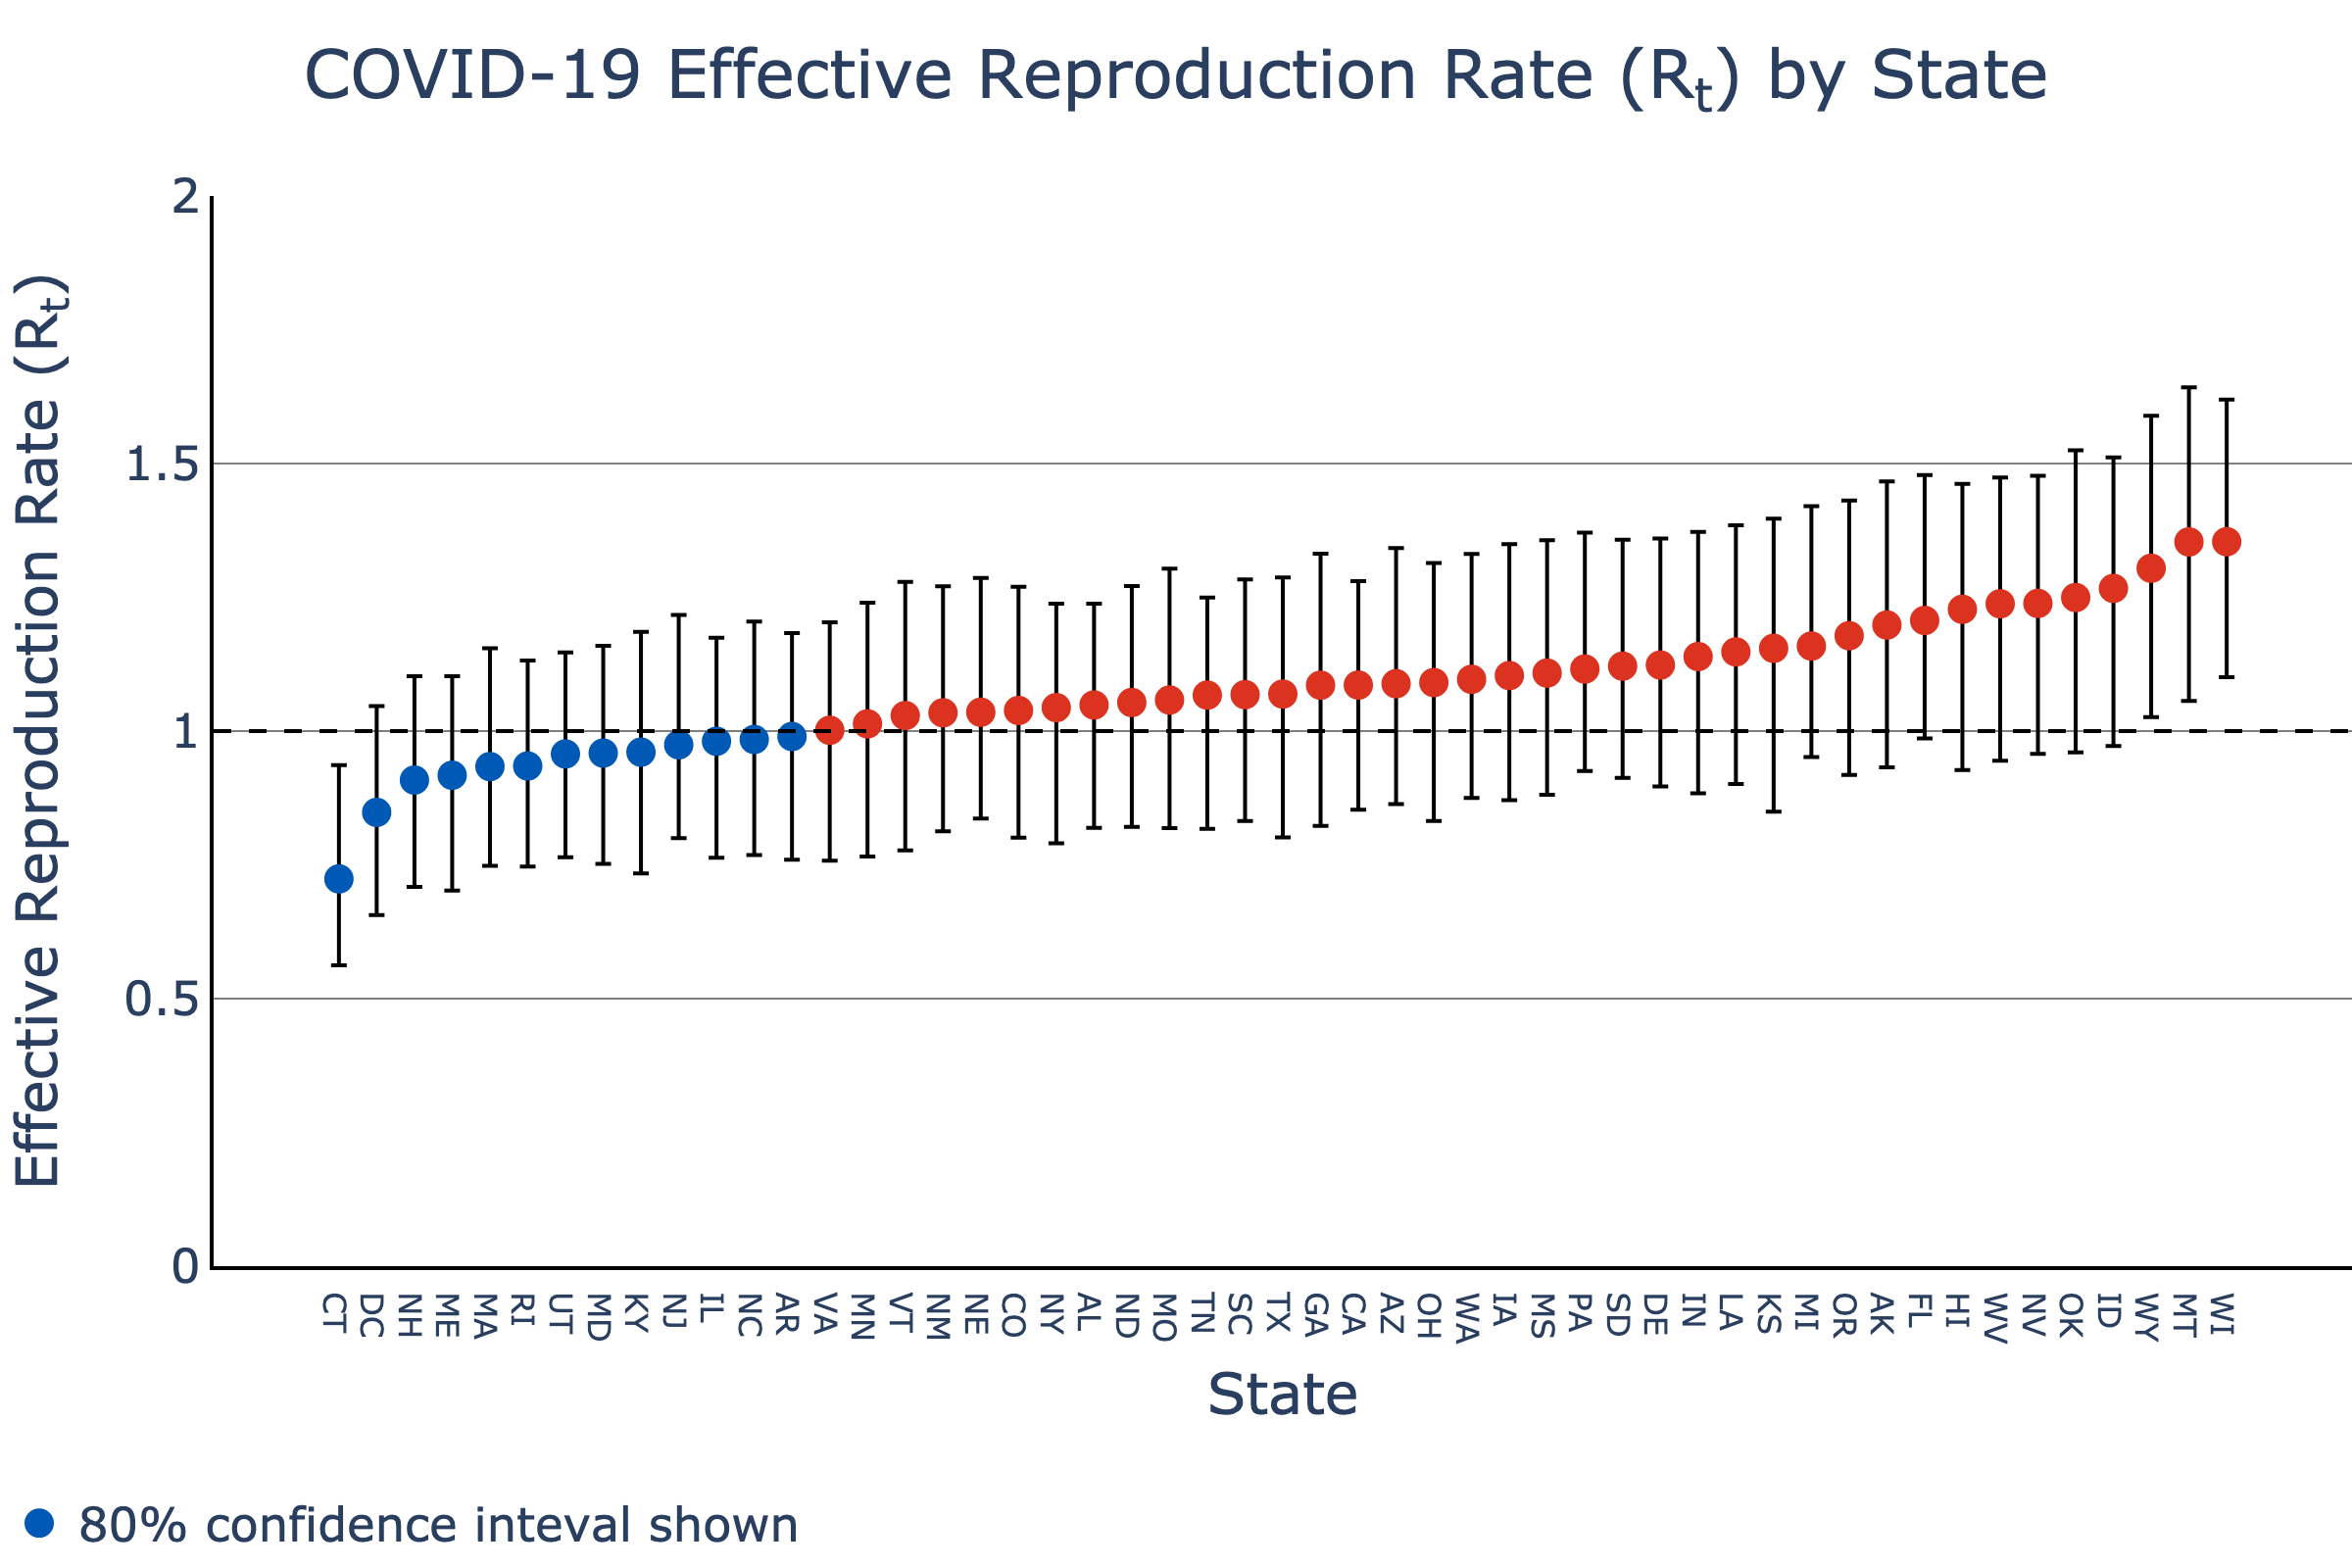 COVID-19 Effective Reproduction Rate (Rt) by State
Effective Reproduction Rate (Rt)
2
1.5
1
0.5
0
CT
DC
NH
ME
MA
RI
UT
MD
KY
NJ
IL
NC
AR
VA
MN
VT
NM
NE
CO
NY
AL
ND
MO
TN
SC
TX
GA
CA
AZ
OH
WA
IA
MS
PA
SD
DE
IN
LA
KS
MI
OR
AK
FL
HI
WV
NV
OK
ID
WY
MT
WI
State
80% confidence inteval shown